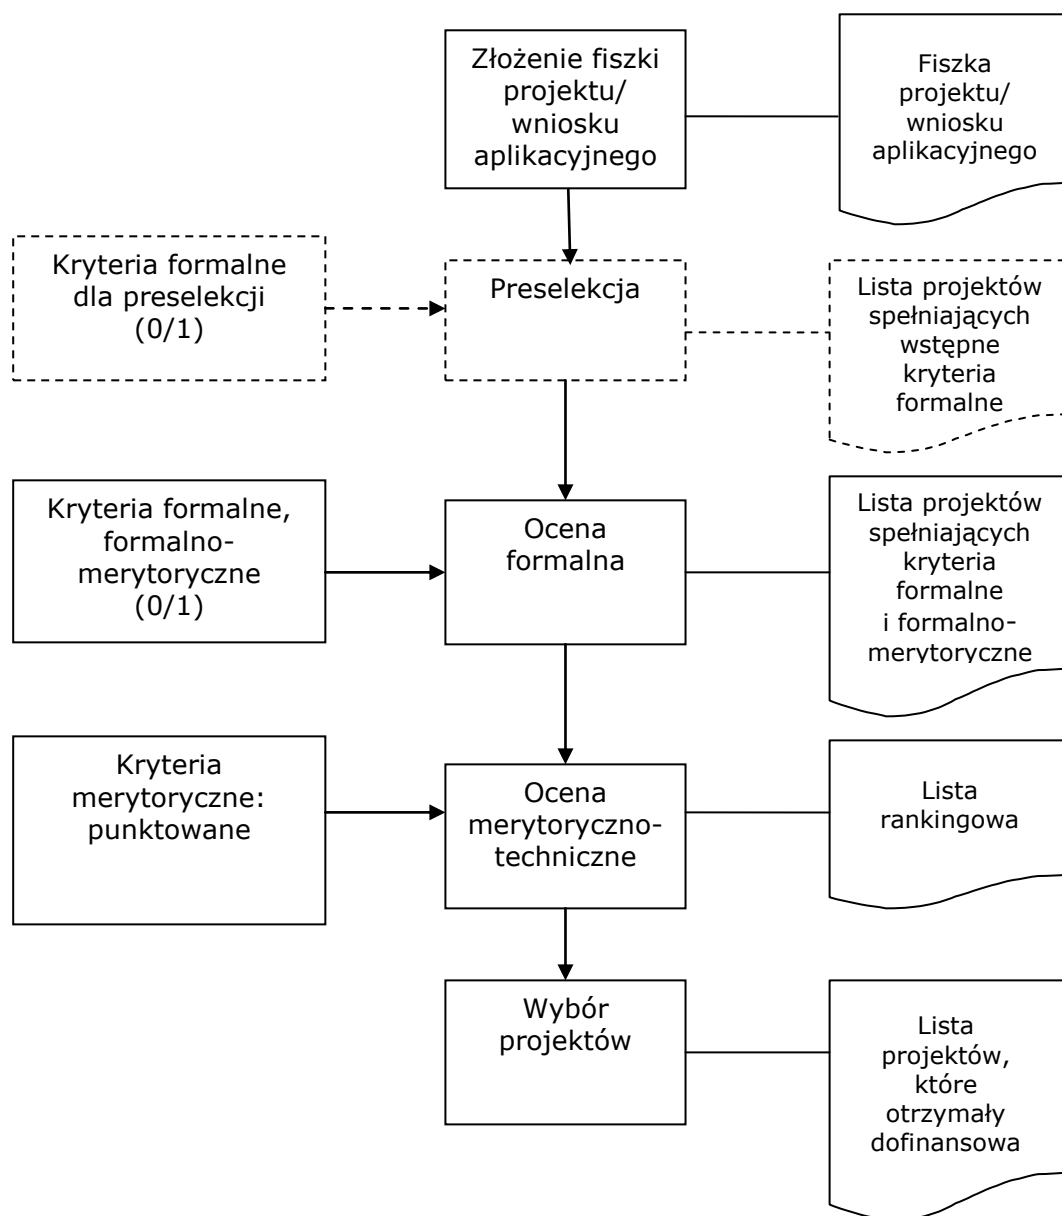 Złożenie fiszki
projektu/
wniosku
aplikacyjnego
Fiszka
projektu/
wniosku
aplikacyjnego
Kryteria formalne
dla preselekcji
(0/1)
Preselekcja
Lista projektów
spełniających
wstępne
kryteria
formalne
Kryteria formalne,
formalno-
merytoryczne
(0/1)
Ocena
formalna
Lista projektów
spełniających
kryteria
formalne
i formalno-
merytoryczne
Kryteria
merytoryczne:
punktowane
Ocena
merytoryczno-
techniczne
Lista
rankingowa
Wybór
projektów
Lista
projektów,
które
otrzymały
dofinansowa